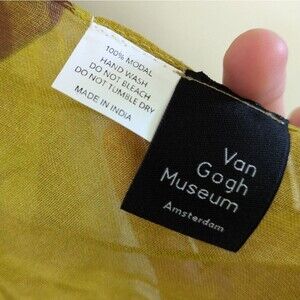 100% MODAL
HAND WASH
DO NOT BLEACH
DO NOT TUMBLE DRY
MADE IN INDIA
Van
Gogh
Museum
Amsterdam